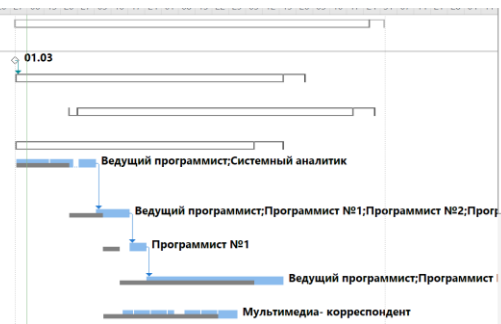 01.03
Ведущий программист;Системный аналитик
Ведущий программист;Программист №1;Программист №2;Прогр
Программист №1
Ведущий программист;Программист
Мультимедиа- корреспондент